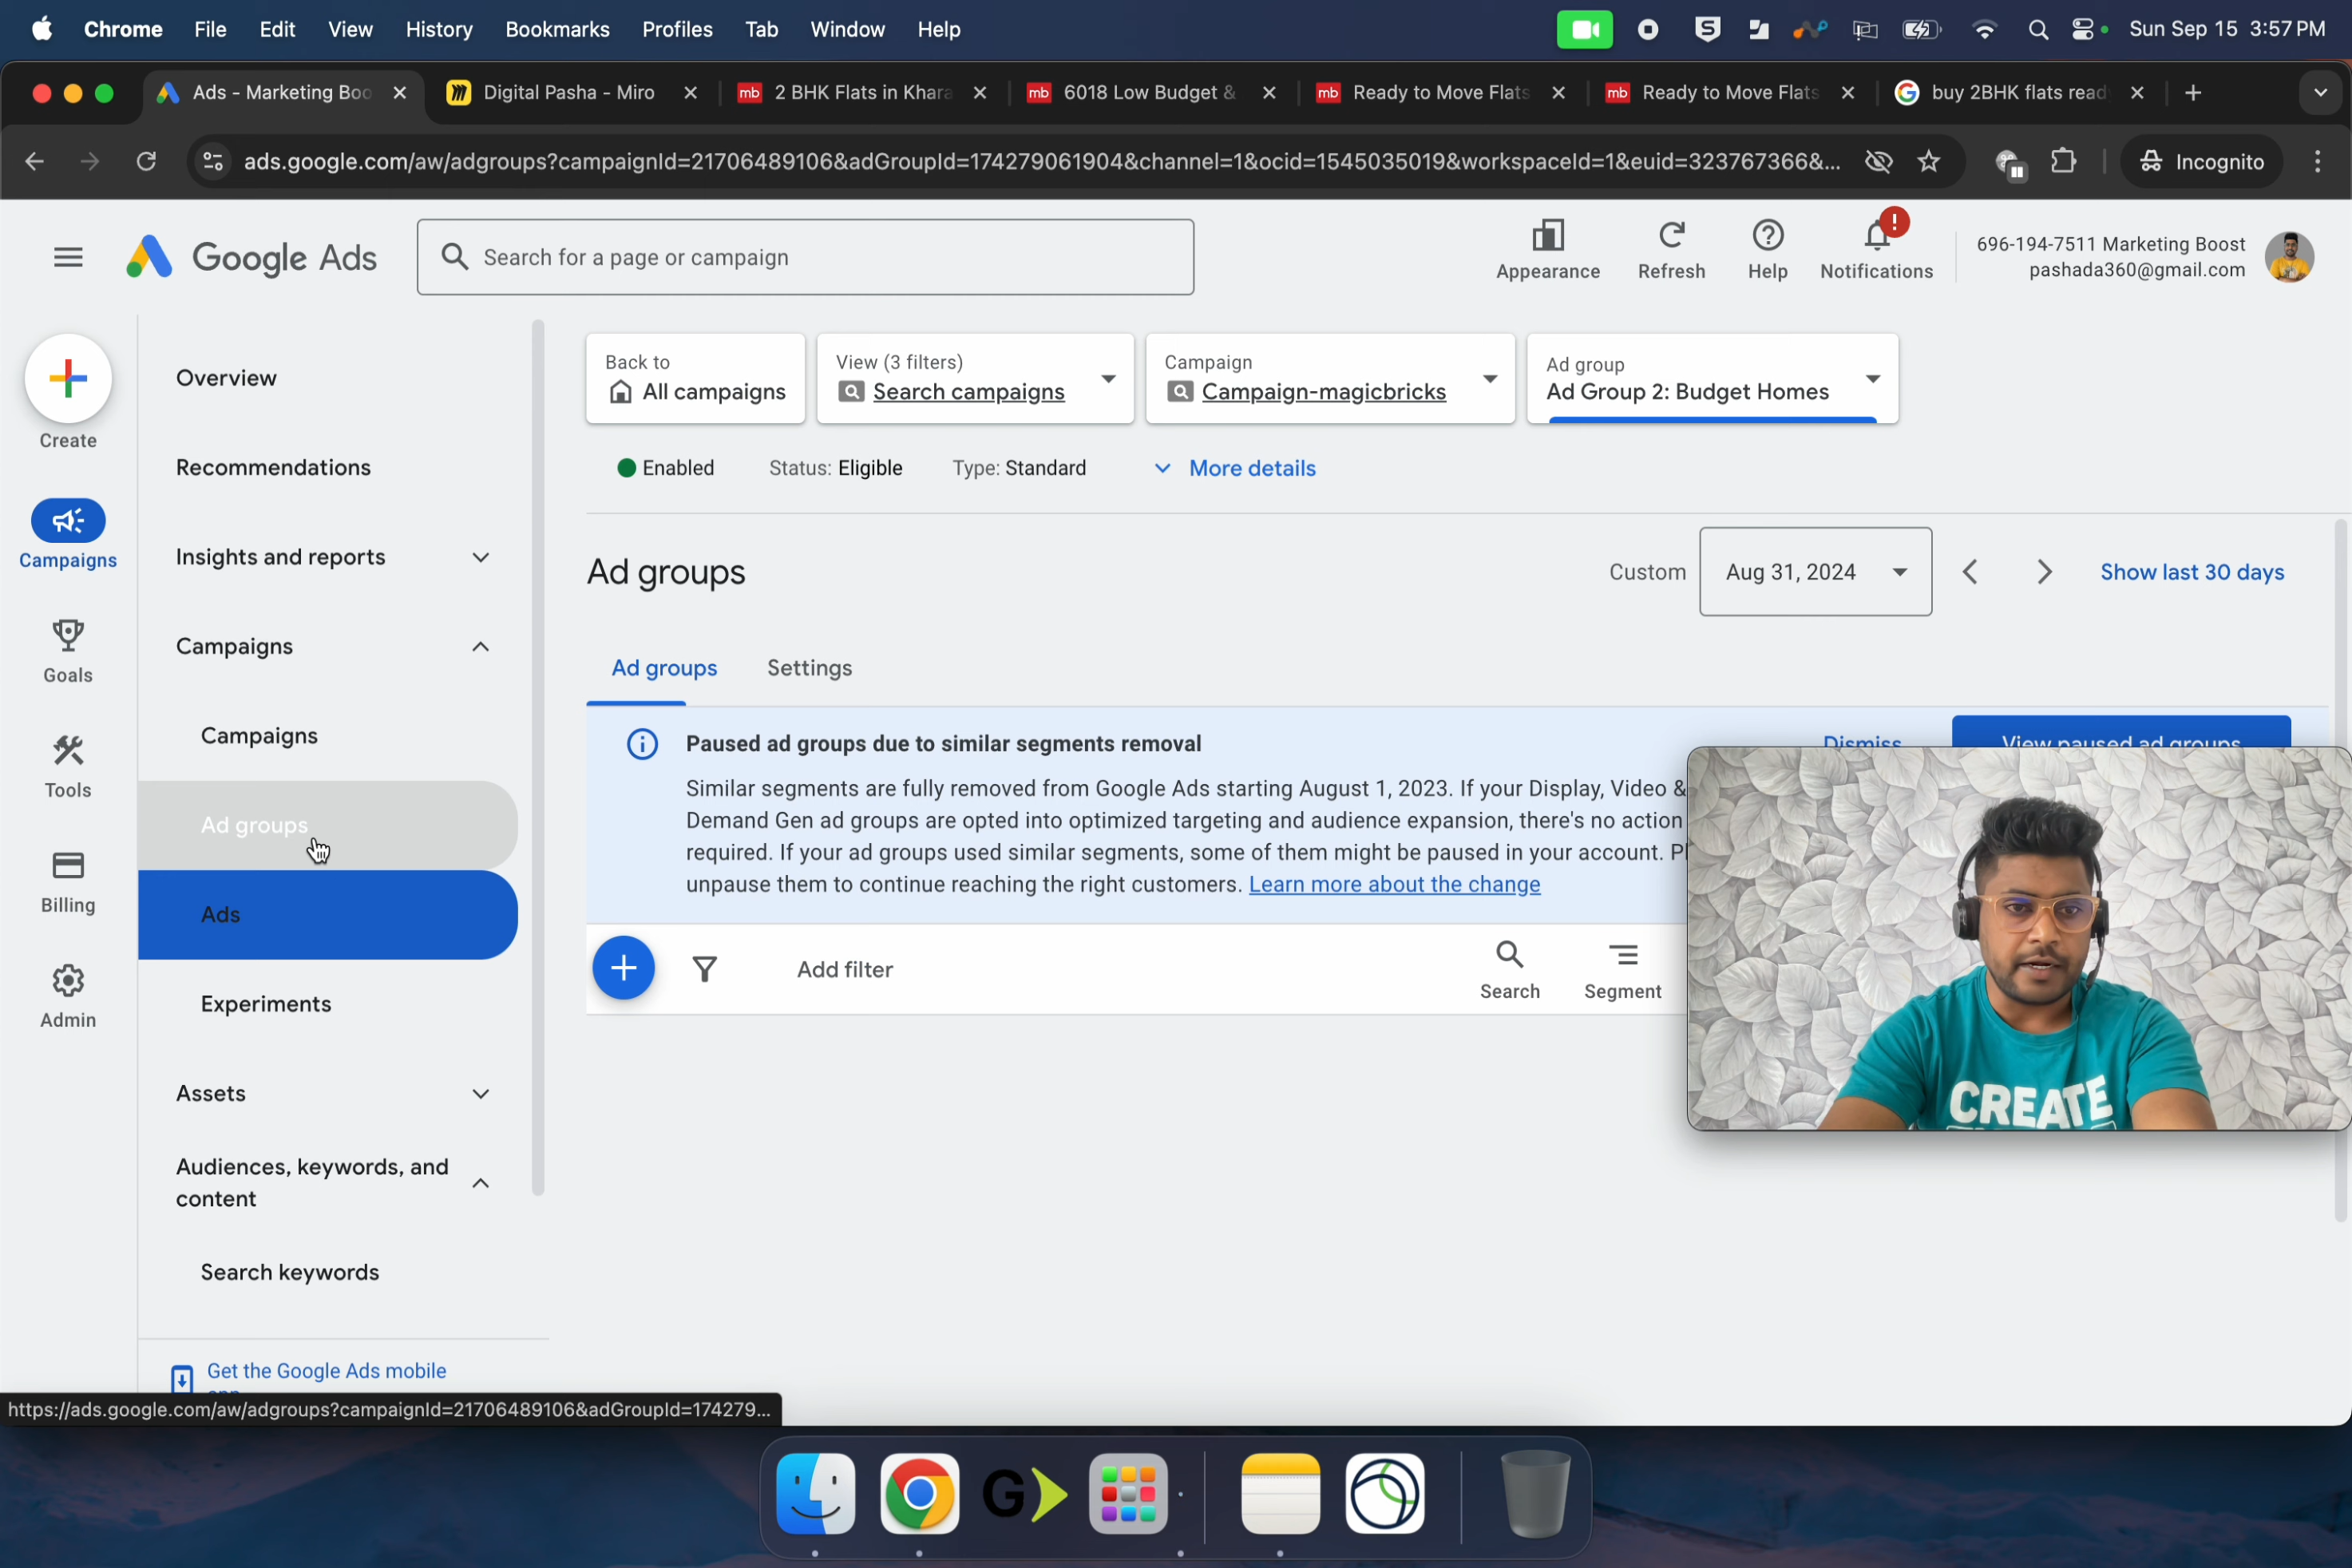 Chrome File Edit View History Bookmarks Profiles Tab Window Help Sun Sep 15 3:57 PM
Ads - Marketing Boo Digital Pasha - Miro mb 2 BHK Flats in Khara mb 6018 Low Budget & mb Ready to Move Flats mb Ready to Move Flats buy 2BHK flats read
ads.google.com/aw/adgroups?campaignId=21706489106&adGroupId=174279061904&channel=1&ocid=1545035019&workspaceId=1&euid=323767366&... Incognito
Google Ads
Search for a page or campaign
Appearance Refresh Help Notifications
696-194-7511 Marketing Boost
pashada360@gmail.com
Create
Campaigns
Goals
Tools
Billing
Admin
Overview
Recommendations
Insights and reports
Campaigns
Campaigns
Ad groups
Ads
Experiments
Assets
Audiences, keywords, and
content
Search keywords
Get the Google Ads mobile
Back to
All campaigns
View (3 filters)
Search campaigns
Campaign
Campaign-magicbricks
Ad group
Ad Group 2: Budget Homes
Enabled Status: Eligible Type: Standard More details
Ad groups
Custom Aug 31, 2024 Show last 30 days
Ad groups Settings
Paused ad groups due to similar segments removal
Dismiss View paused ad groups
Similar segments are fully removed from Google Ads starting August 1, 2023. If your Display, Video &
Demand Gen ad groups are opted into optimized targeting and audience expansion, there's no action
required. If your ad groups used similar segments, some of them might be paused in your account.
unpause them to continue reaching the right customers. Learn more about the change
Add filter
Search Segment
CREATE
https://ads.google.com/aw/adgroups?campaignId=21706489106&adGroupId=174279...